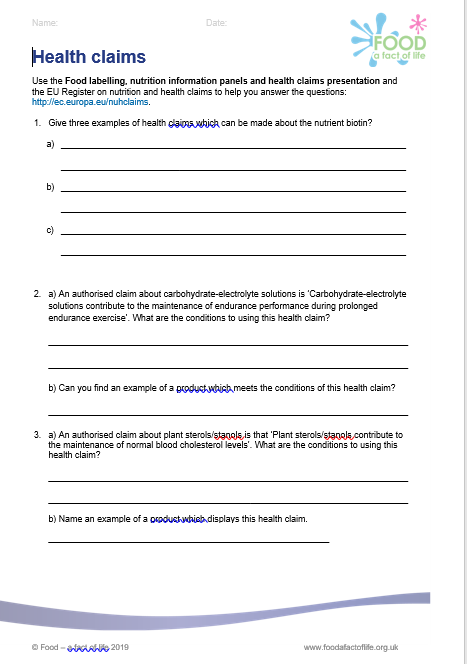 Name: Date:
FOOD
a fact of life
Health claims
Use the Food labelling, nutrition information panels and health claims presentation and
the EU Register on nutrition and health claims to help you answer the questions:
http://ec.europa.eu/nuhclaims.
1. Give three examples of health claims which can be made about the nutrient biotin?
a)
b)
c)
2. a) An authorised claim about carbohydrate-electrolyte solutions is ‘Carbohydrate-electrolyte
solutions contribute to the maintenance of endurance performance during prolonged
endurance exercise’. What are the conditions to using this health claim?
b) Can you find an example of a product which meets the conditions of this health claim?
3. a) An authorised claim about plant sterols/stanols is that ‘Plant sterols/stanols contribute to
the maintenance of normal blood cholesterol levels’. What are the conditions to using this
health claim?
b) Name an example of a product which displays this health claim.
© Food – a fact of life 2019 www.foodafactoflife.org.uk